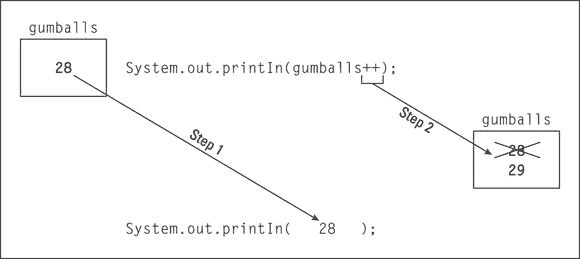 gumballs
28
System.out.printIn(gumballs++);
Step 1
Step 2
gumballs
28
29
System.out.printIn( 28 );